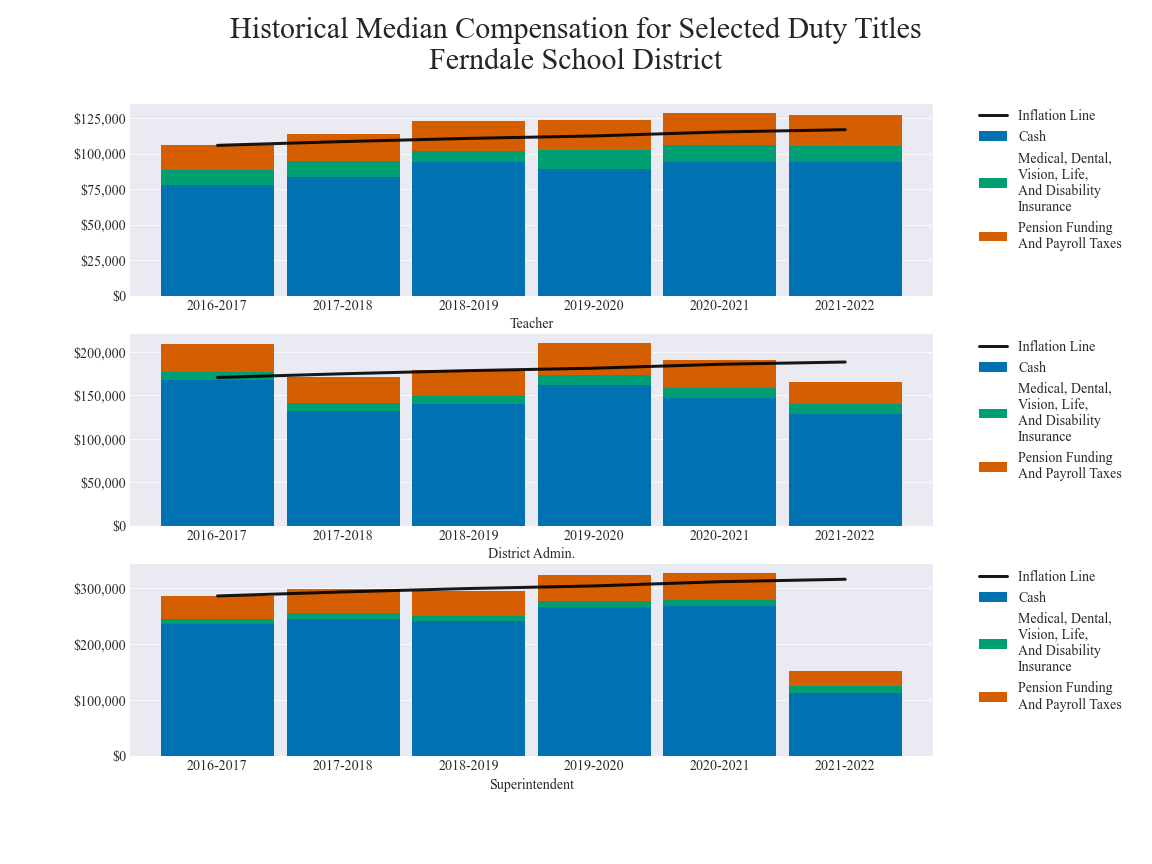 Historical Median Compensation for Selected Duty Titles
Ferndale School District
$125,000
$100,000
$75,000
$50,000
$25,000
$0
2016-2017 2017-2018 2018-2019 2019-2020 2020-2021 2021-2022
Teacher
Inflation Line
Cash
Medical, Dental,
Vision, Life,
And Disability
Insurance
Pension Funding
And Payroll Taxes
$200,000
$150,000
$100,000
$50,000
$0
2016-2017 2017-2018 2018-2019 2019-2020 2020-2021 2021-2022
District Admin.
Inflation Line
Cash
Medical, Dental,
Vision, Life,
And Disability
Insurance
Pension Funding
And Payroll Taxes
$300,000
$200,000
$100,000
$0
2016-2017 2017-2018 2018-2019 2019-2020 2020-2021 2021-2022
Superintendent
Inflation Line
Cash
Medical, Dental,
Vision, Life,
And Disability
Insurance
Pension Funding
And Payroll Taxes